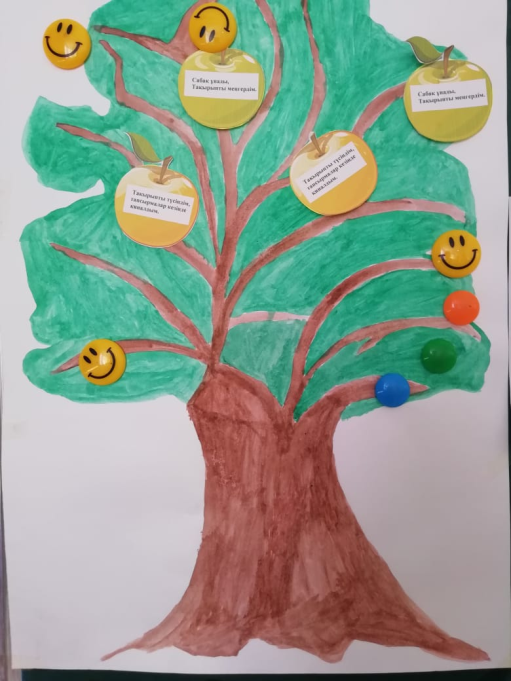 Сабақ ұнады.
Тақырыпты меңгердім.
Сабақ ұнады.
Тақырыпты меңгердім.
Тақырыпты түсіндім,
тапсырмалар кезінде
қиналдым.
Тақырыпты түсіндім,
тапсырмалар кезінде
қиналдым.